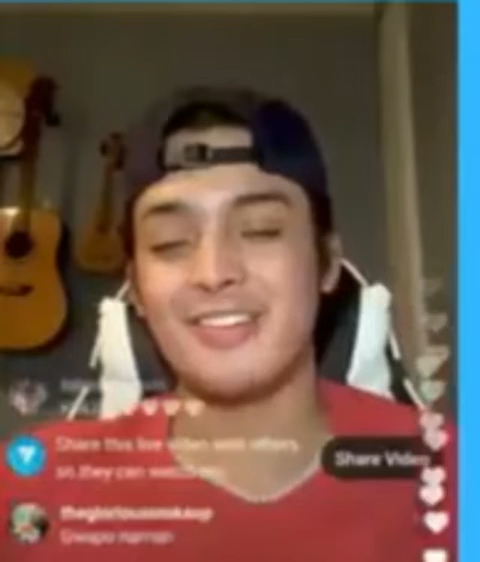 Share this live video with others
so they can watch
Share Video
thegloriousmakeup
Gwapo naman